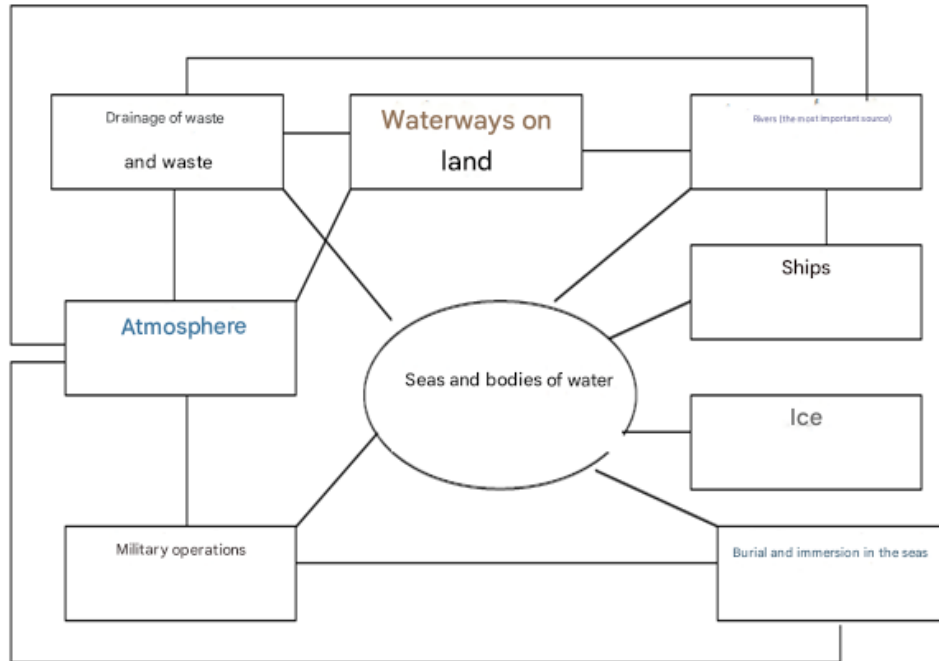 Drainage of waste
and waste
Waterways on
land
Rivers (the most important source)
Ships
Atmosphere
Seas and bodies of water
Ice
Military operations
Burial and immersion in the seas